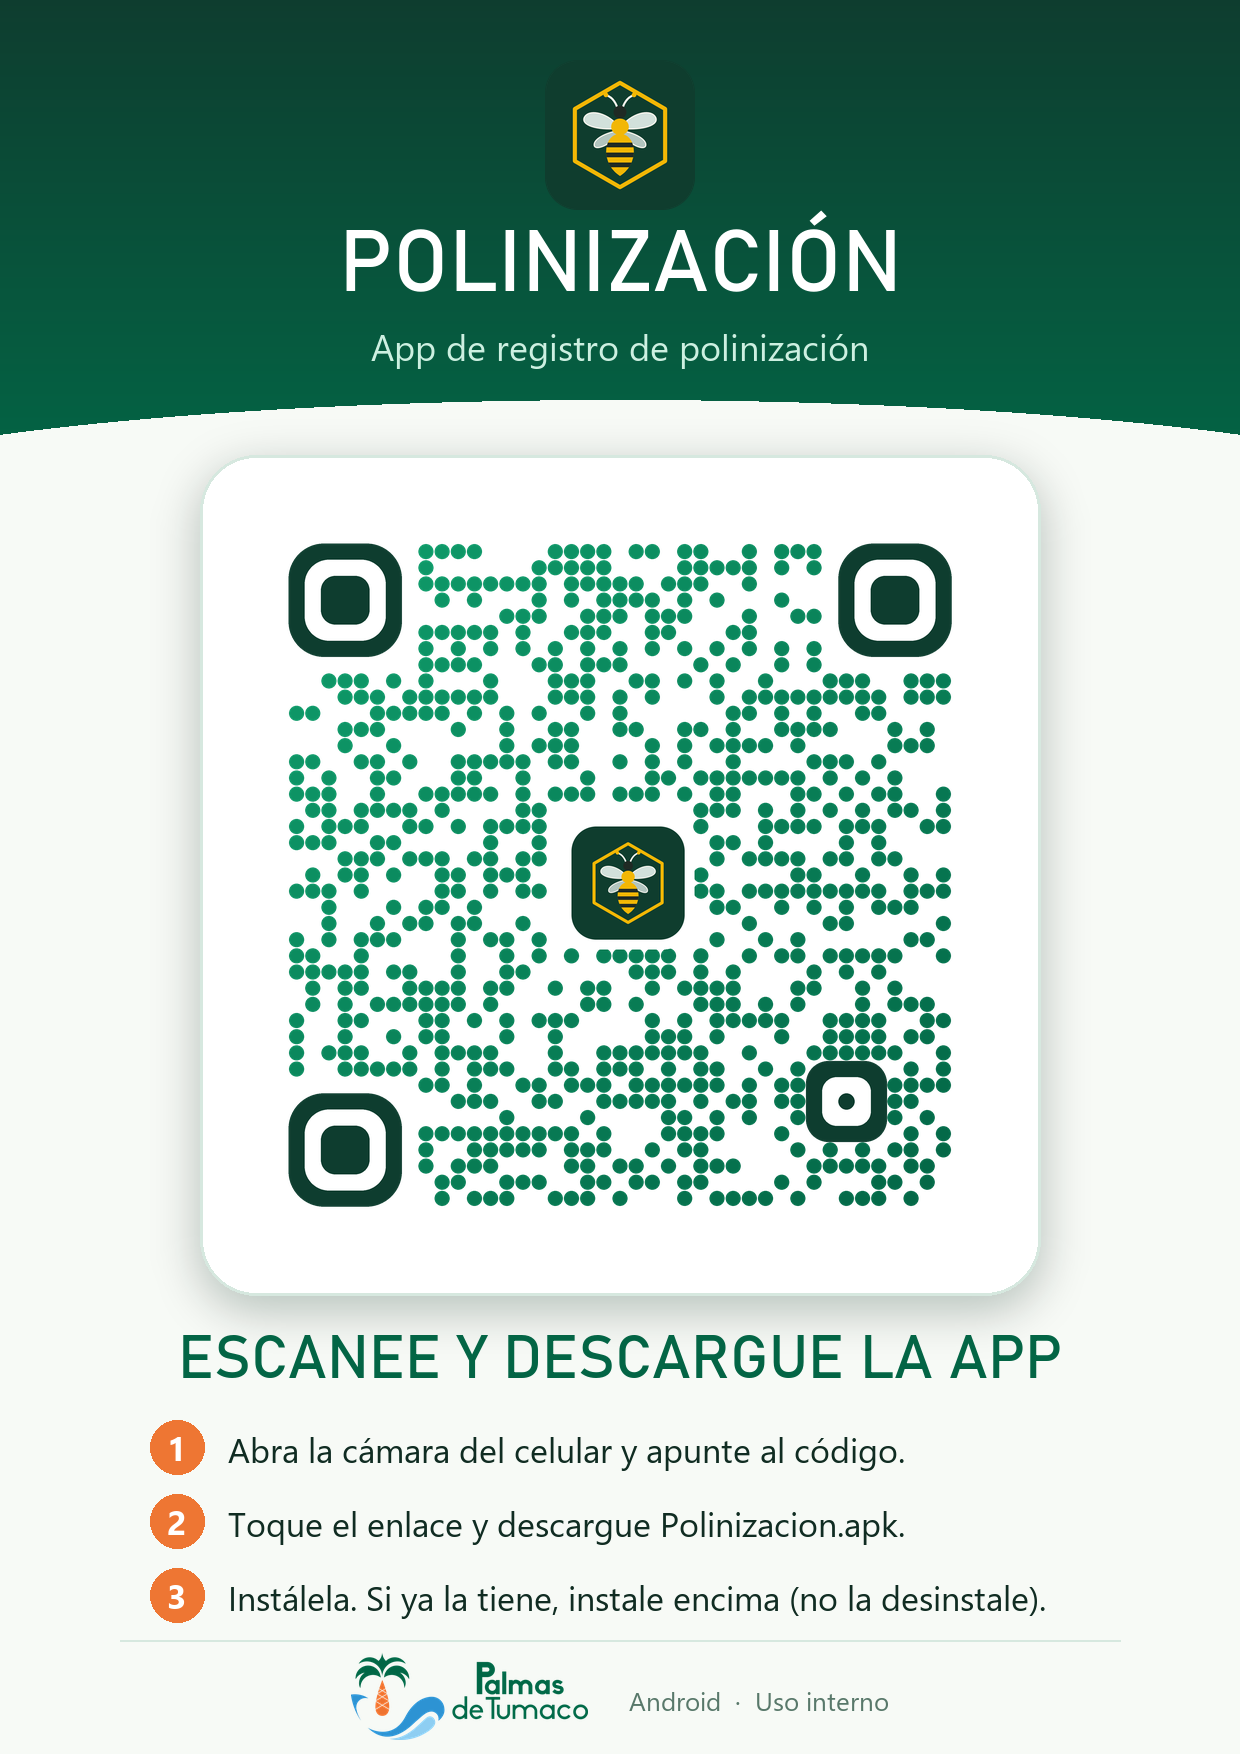 POLINIZACIÓN
App de registro de polinización
ESCANEE Y DESCARGUE LA APP
1 Abra la cámara del celular y apunte al código.
2 Toque el enlace y descargue Polinizacion.apk.
3 Instálela. Si ya la tiene, instale encima (no la desinstale).
Palmas
de Tumaco
Android · Uso interno